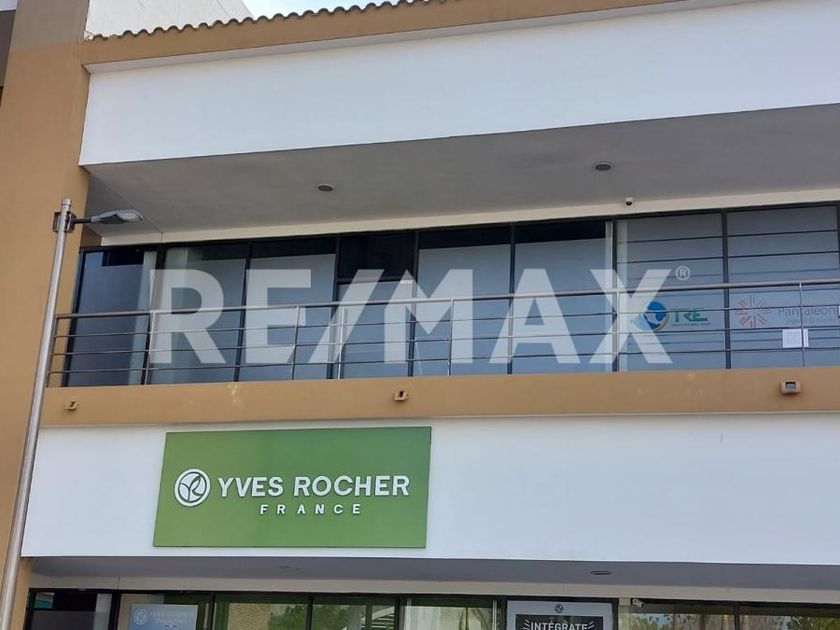 RE/MAX®
TRE
Pantaleon
YVES ROCHER
FRANCE
YVES ROCHER
INTÉGRATE